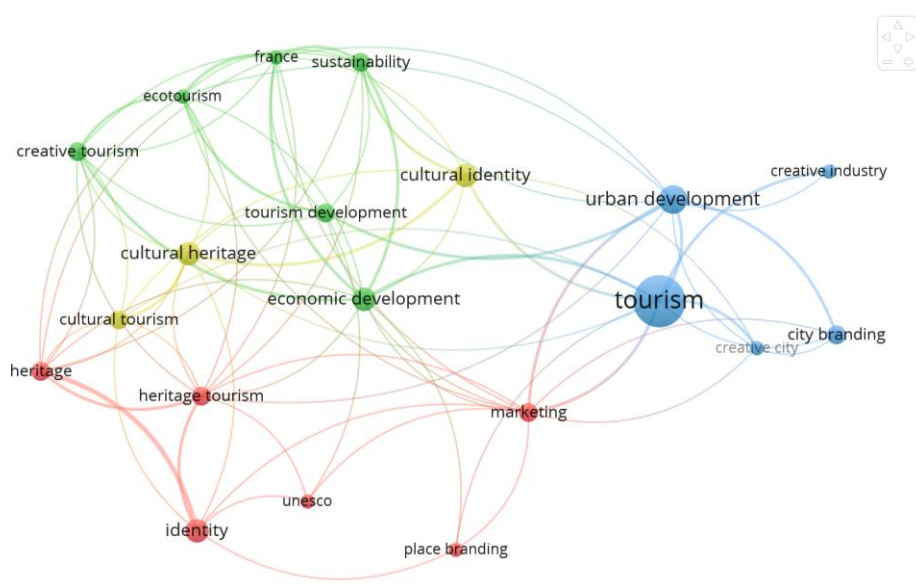 france
sustainability
ecotourism
creative tourism
cultural identity
creative industry
urban development
tourism development
cultural heritage
economic development
tourism
cultural tourism
city branding
creative city
heritage
heritage tourism
marketing
unesco
identity
place branding